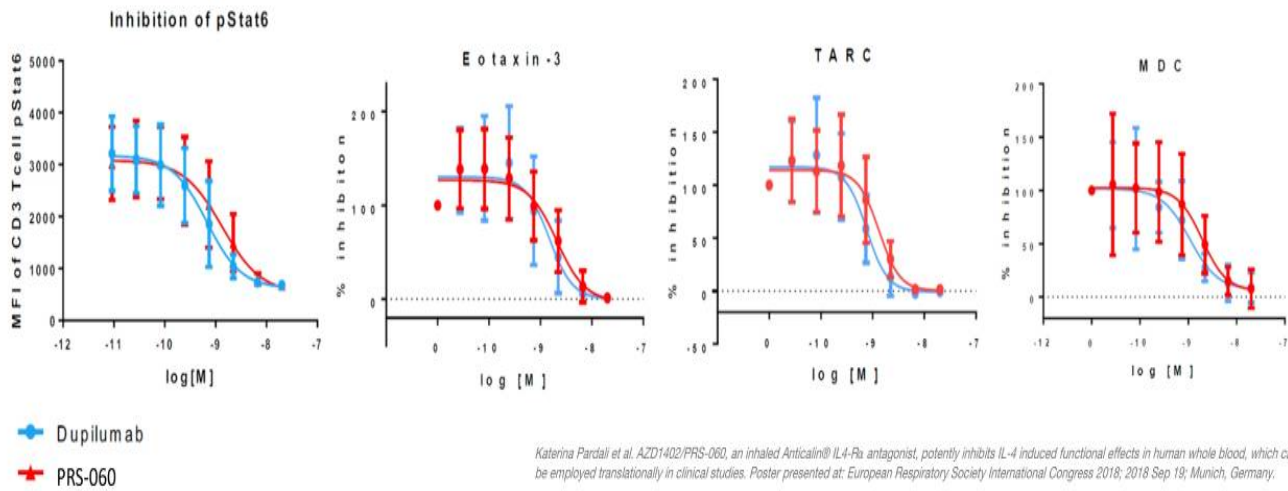 Inhibition of pStat6
MFI of CD3 Tcell pStat6
5000
4000
3000
2000
1000
0
-12 -11 -10 -9 -8 -7
log[M]
Eotaxin-3
% inhibition
200
100
0
0 -10 -9 -8 -7
log [M]
TARC
% inhibition
200
150
100
50
0
-50
0 -10 -9 -8 -7
log [M]
MDC
% inhibition
200
150
100
50
0
-12 0 -10 -9 -8 -7
log [M]
Dupilumab
PRS-060
Katerina Pardali et al. AZD1402/PRS-060, an inhaled Anticalin® IL4-Rα antagonist, potently inhibits IL-4 induced functional effects in human whole blood, which ca
be employed translationally in clinical studies. Poster presented at: European Respiratory Society International Congress 2018; 2018 Sep 19; Munich, Germany.